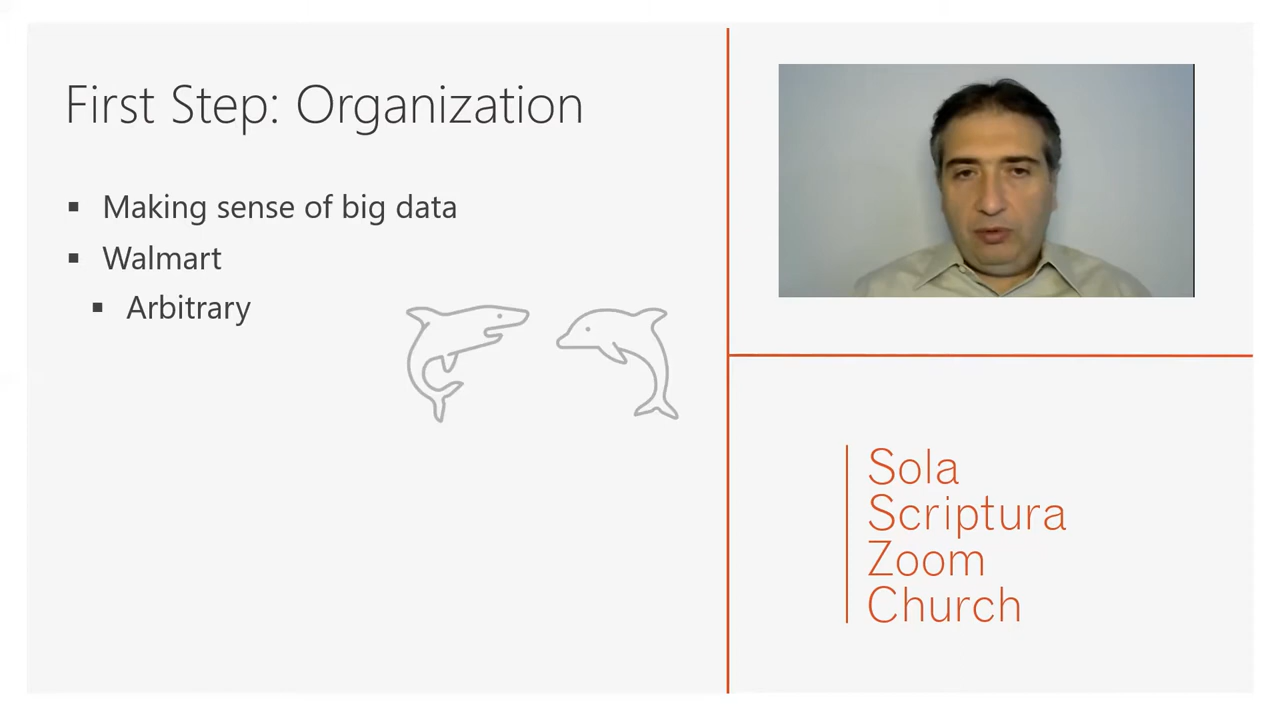 First Step: Organization
▪ Making sense of big data
▪ Walmart
▪ Arbitrary
Sola
Scriptura
Zoom
Church